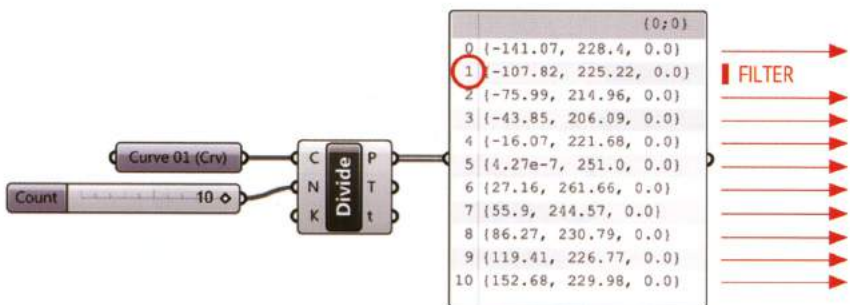 {0;0}
0 {-141.07, 228.4, 0.0}
1 {-107.82, 225.22, 0.0}
FILTER
2 {-75.99, 214.96, 0.0}
3 {-43.85, 206.09, 0.0}
4 {-16.07, 221.68, 0.0}
5 {4.27e-7, 251.0, 0.0}
6 {27.16, 261.66, 0.0}
7 {55.9, 244.57, 0.0}
8 {86.27, 230.79, 0.0}
9 {119.41, 226.77, 0.0}
10 {152.68, 229.98, 0.0}
Curve 01 (Crv)
Count
10
C
N
K
Divide
P
T
t